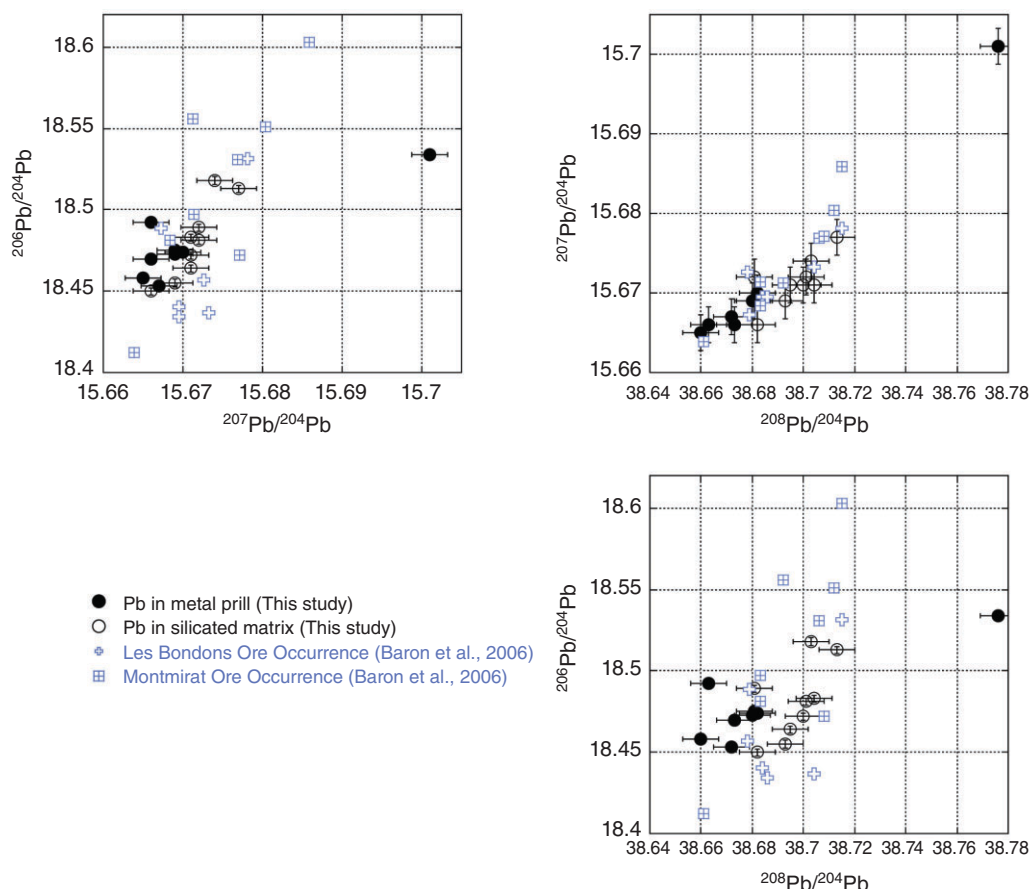 18.6
18.55
18.5
18.45
18.4
²⁰⁶Pb/²⁰⁴Pb
15.66 15.67 15.68 15.69 15.7
²⁰⁷Pb/²⁰⁴Pb
15.7
15.69
15.68
15.67
15.66
²⁰⁷Pb/²⁰⁴Pb
38.64 38.66 38.68 38.7 38.72 38.74 38.76 38.78
²⁰⁸Pb/²⁰⁴Pb
Pb in metal prill (This study)
Pb in silicated matrix (This study)
Les Bondons Ore Occurrence (Baron et al., 2006)
Montmirat Ore Occurrence (Baron et al., 2006)
18.6
18.55
18.5
18.45
18.4
²⁰⁶Pb/²⁰⁴Pb
38.64 38.66 38.68 38.7 38.72 38.74 38.76 38.78
²⁰⁸Pb/²⁰⁴Pb